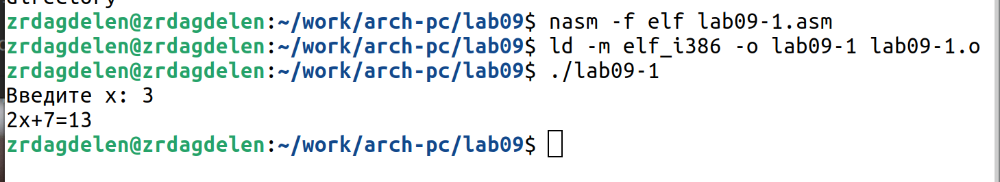 directory
zrdagdelen@zrdagdelen:~/work/arch-pc/lab09$ nasm -f elf lab09-1.asm
zrdagdelen@zrdagdelen:~/work/arch-pc/lab09$ ld -m elf_i386 -o lab09-1 lab09-1.o
zrdagdelen@zrdagdelen:~/work/arch-pc/lab09$ ./lab09-1
Введите x: 3
2x+7=13
zrdagdelen@zrdagdelen:~/work/arch-pc/lab09$